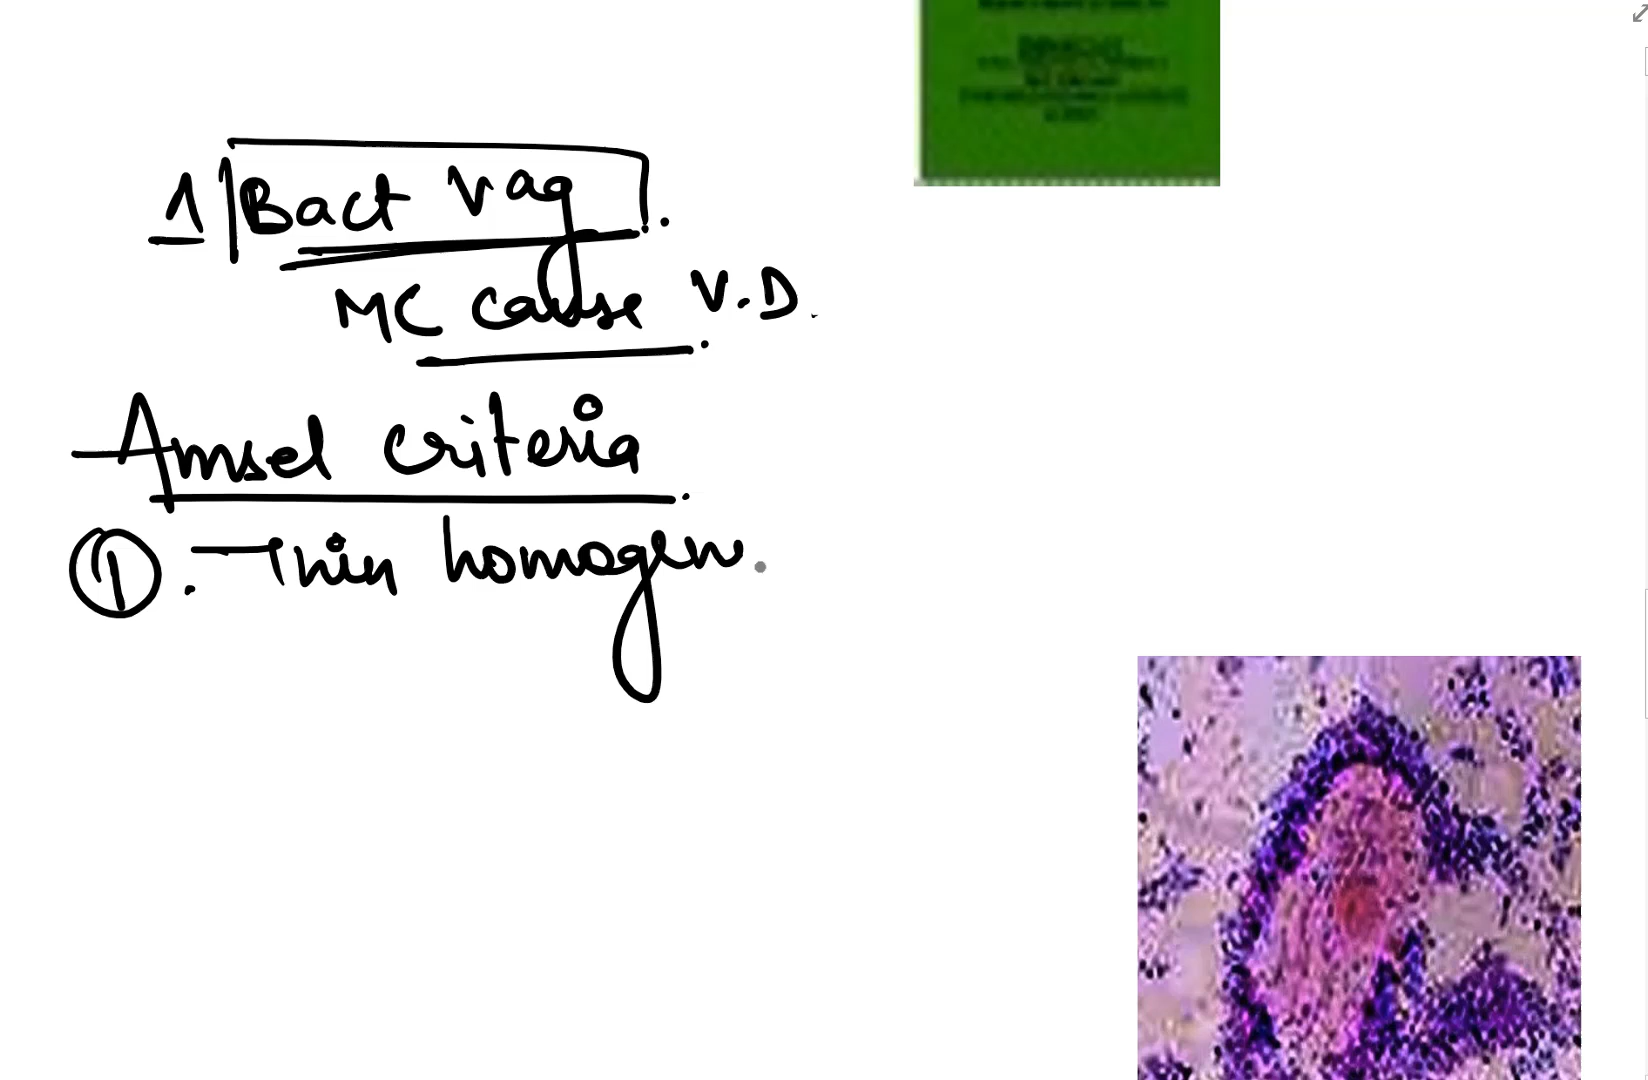 1 Bact Vag.
MC cause V.D.
Amsel criteria
① . Thin homogen.